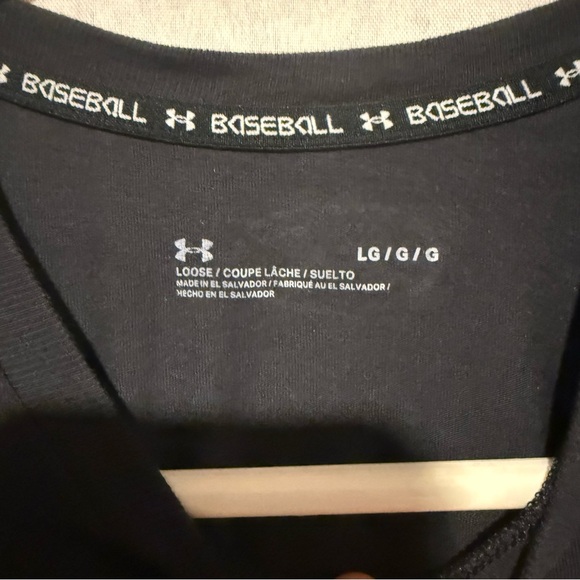 BASEBALL BASEBALL BASEBALL
LG / G / G
LOOSE / COUPE LÂCHE / SUELTO
MADE IN EL SALVADOR / FABRIQUÉ AU EL SALVADOR /
HECHO EN EL SALVADOR